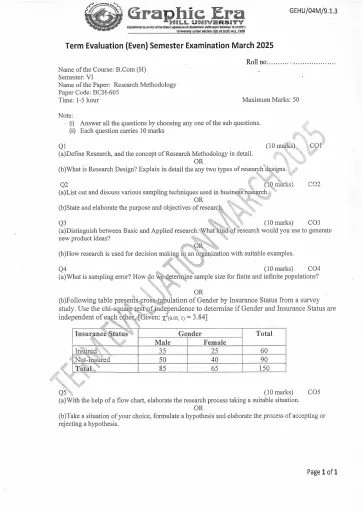 GEHU/04M/9.1.3
Graphic Era
HILL UNIVERSITY
Term Evaluation (Even) Semester Examination March 2025
Roll no..............................
Name of the Course: B.Com (H)
Semester: VI
Name of the Paper: Research Methodology
Paper Code: BCH-605
Time: 1-5 hour Maximum Marks: 50
Note:
(i) Answer all the questions by choosing any one of the sub questions.
(ii) Each question carries 10 marks
Q1 (10 marks) CO1
(a)Define Research, and the concept of Research Methodology in detail.
OR
(b)What is Research Design? Explain in detail the any two types of research designs.
Q2 (10 marks) CO2
(a)List out and discuss various sampling techniques used in business research.
OR
(b)State and elaborate the purpose and objectives of research.
Q3 (10 marks) CO3
(a)Distinguish between Basic and Applied research. What kind of research would you use to generate
new product ideas?
OR
(b)How research is used for decision making in an organization with suitable examples.
Q4 (10 marks) CO4
(a)What is sampling error? How do we determine sample size for finite and infinite populations?
OR
(b)Following table presents cross-tabulation of Gender by Insurance Status from a survey
study. Use the chi-square test of independence to determine if Gender and Insurance Status are
independent of each other. [Given: χ²(0.05, 1) = 3.84]
Insurance Status Gender Total
Male Female
Insured 35 25 60
Not-insured 50 40 90
Total 85 65 150
Q5 (10 marks) CO5
(a)With the help of a flow chart, elaborate the research process taking a suitable situation.
OR
(b)Take a situation of your choice, formulate a hypothesis and elaborate the process of accepting or
rejecting a hypothesis.
TERM EVALUATION MARCH 2025
Page 1 of 1